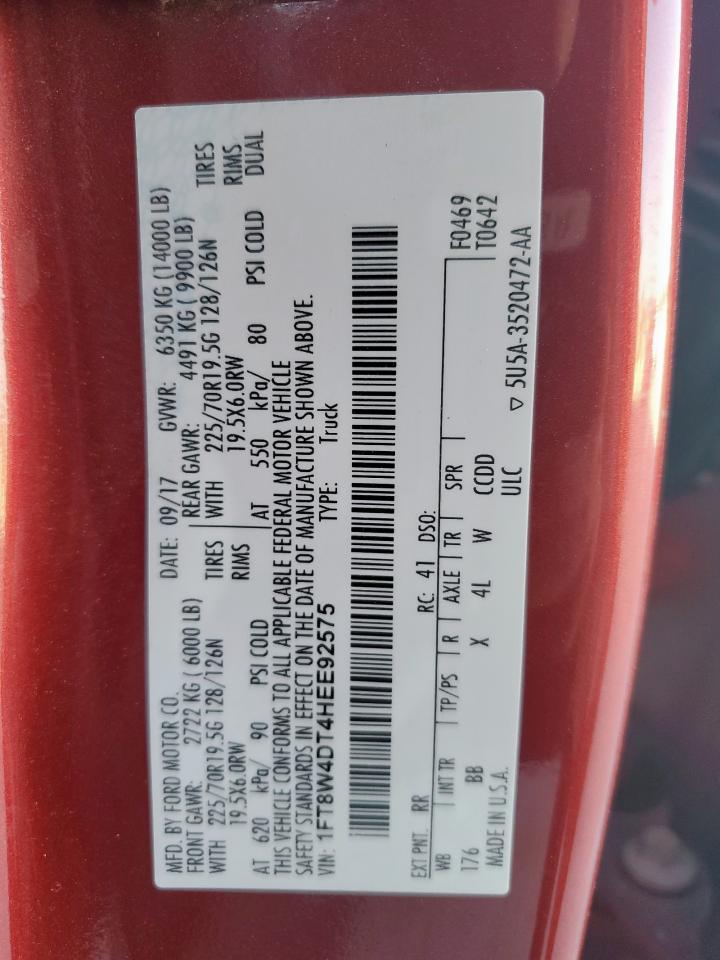 MFD. BY FORD MOTOR CO. DATE: 09/17 GVWR: 6350 KG (14000 LB)
FRONT GAWR: 2722 KG ( 6000 LB) REAR GAWR: 4491 KG ( 9900 LB)
WITH 225/70R19.5G 128/126N TIRES WITH 225/70R19.5G 128/126N TIRES
19.5X6.0RW RIMS 19.5X6.0RW RIMS
AT 620 kPa/ 90 PSI COLD AT 550 kPa/ 80 PSI COLD DUAL
THIS VEHICLE CONFORMS TO ALL APPLICABLE FEDERAL MOTOR VEHICLE
SAFETY STANDARDS IN EFFECT ON THE DATE OF MANUFACTURE SHOWN ABOVE.
VIN: 1FT8W4DT4HEE92575 TYPE: Truck
EXT PNT: RR RC: 41 DSO:
WB INT TR TP/PS R AXLE TR SPR F0469
176 BB X 4L W CCDD T0642
MADE IN U.S.A. ULC
▽ 5U5A-3520472-AA